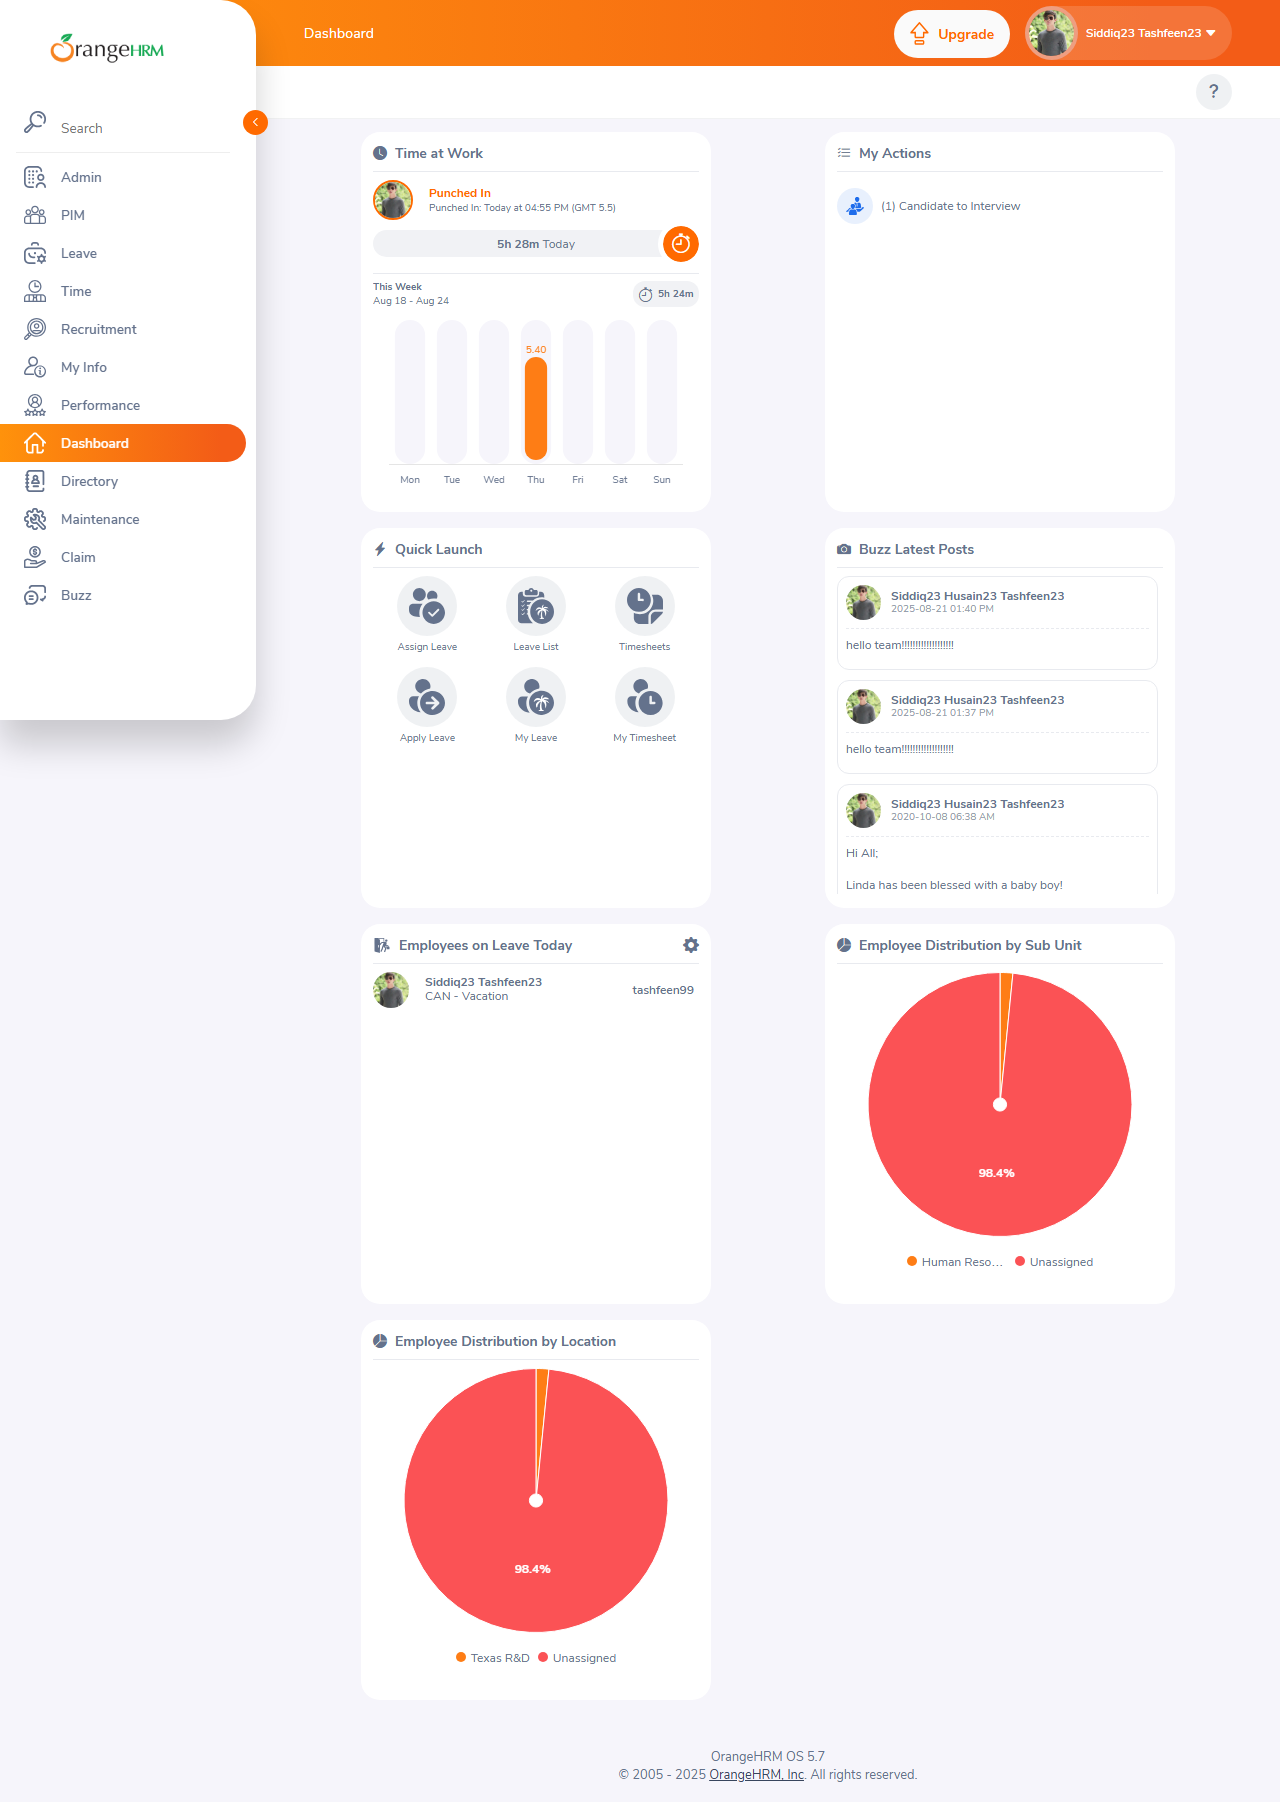 OrangeHRM
Dashboard
Upgrade
Siddiq23 Tashfeen23
?
Search
Admin
PIM
Leave
Time
Recruitment
My Info
Performance
Dashboard
Directory
Maintenance
Claim
Buzz
Time at Work
Punched In
Punched In: Today at 04:55 PM (GMT 5.5)
5h 28m Today
This Week
Aug 18 - Aug 24
5h 24m
5.40
Mon Tue Wed Thu Fri Sat Sun
My Actions
(1) Candidate to Interview
Quick Launch
Assign Leave
Leave List
Timesheets
Apply Leave
My Leave
My Timesheet
Buzz Latest Posts
Siddiq23 Husain23 Tashfeen23
2025-08-21 01:40 PM
hello team!!!!!!!!!!!!!!!!!!!
Siddiq23 Husain23 Tashfeen23
2025-08-21 01:37 PM
hello team!!!!!!!!!!!!!!!!!!!
Siddiq23 Husain23 Tashfeen23
2020-10-08 06:38 AM
Hi All;
Linda has been blessed with a baby boy!
Employees on Leave Today
Siddiq23 Tashfeen23
CAN - Vacation
tashfeen99
Employee Distribution by Sub Unit
98.4%
Human Reso... Unassigned
Employee Distribution by Location
98.4%
Texas R&D Unassigned
OrangeHRM OS 5.7
© 2005 - 2025 OrangeHRM, Inc. All rights reserved.